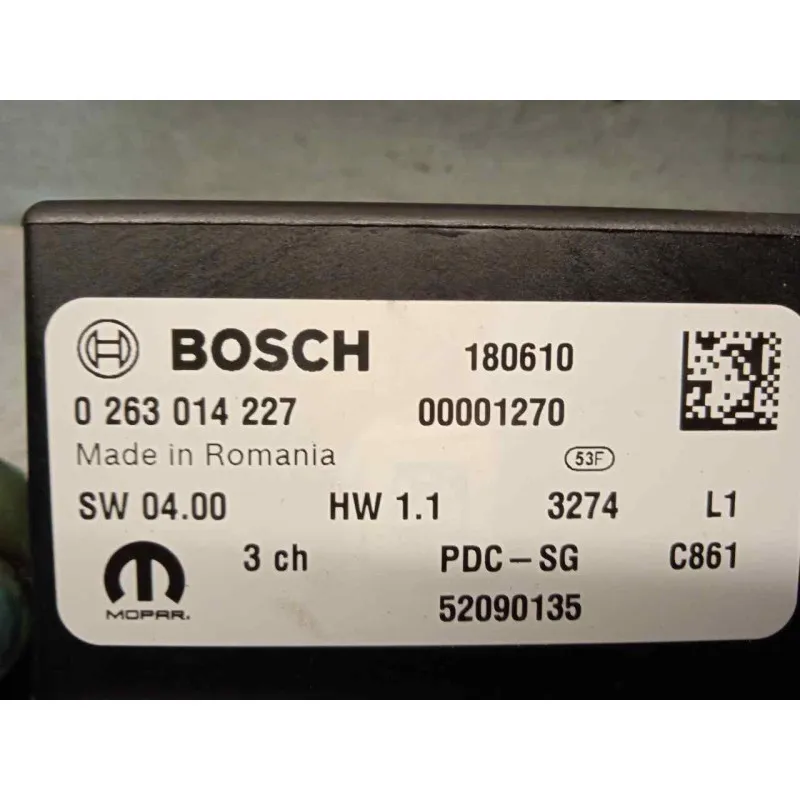 BOSCH 180610
0 263 014 227 00001270
Made in Romania 53F
SW 04.00 HW 1.1 3274 L1
3 ch PDC-SG C861
MOPAR. 52090135